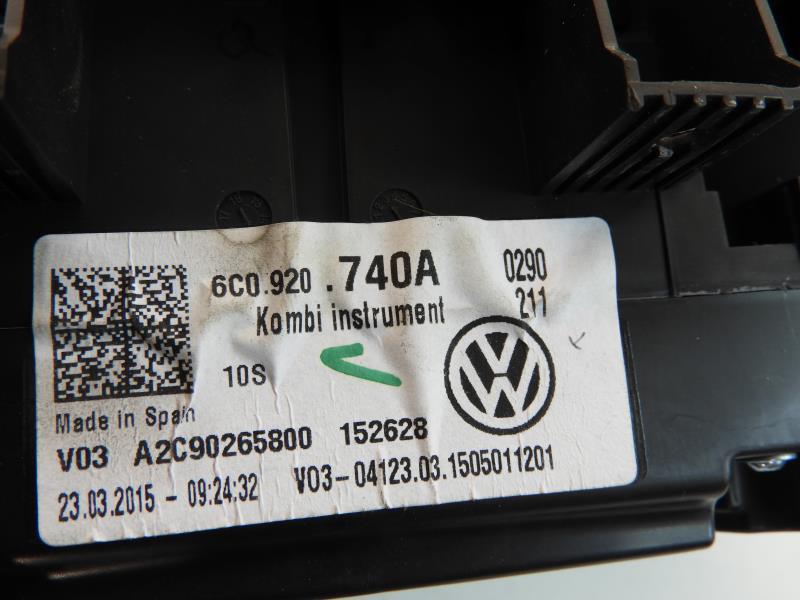 6C0.920 .740A 0290
Kombi instrument 211
10S
Made in Spain
V03 A2C90265800 152628
23.03.2015 - 09:24:32 V03-04123.03.1505011201